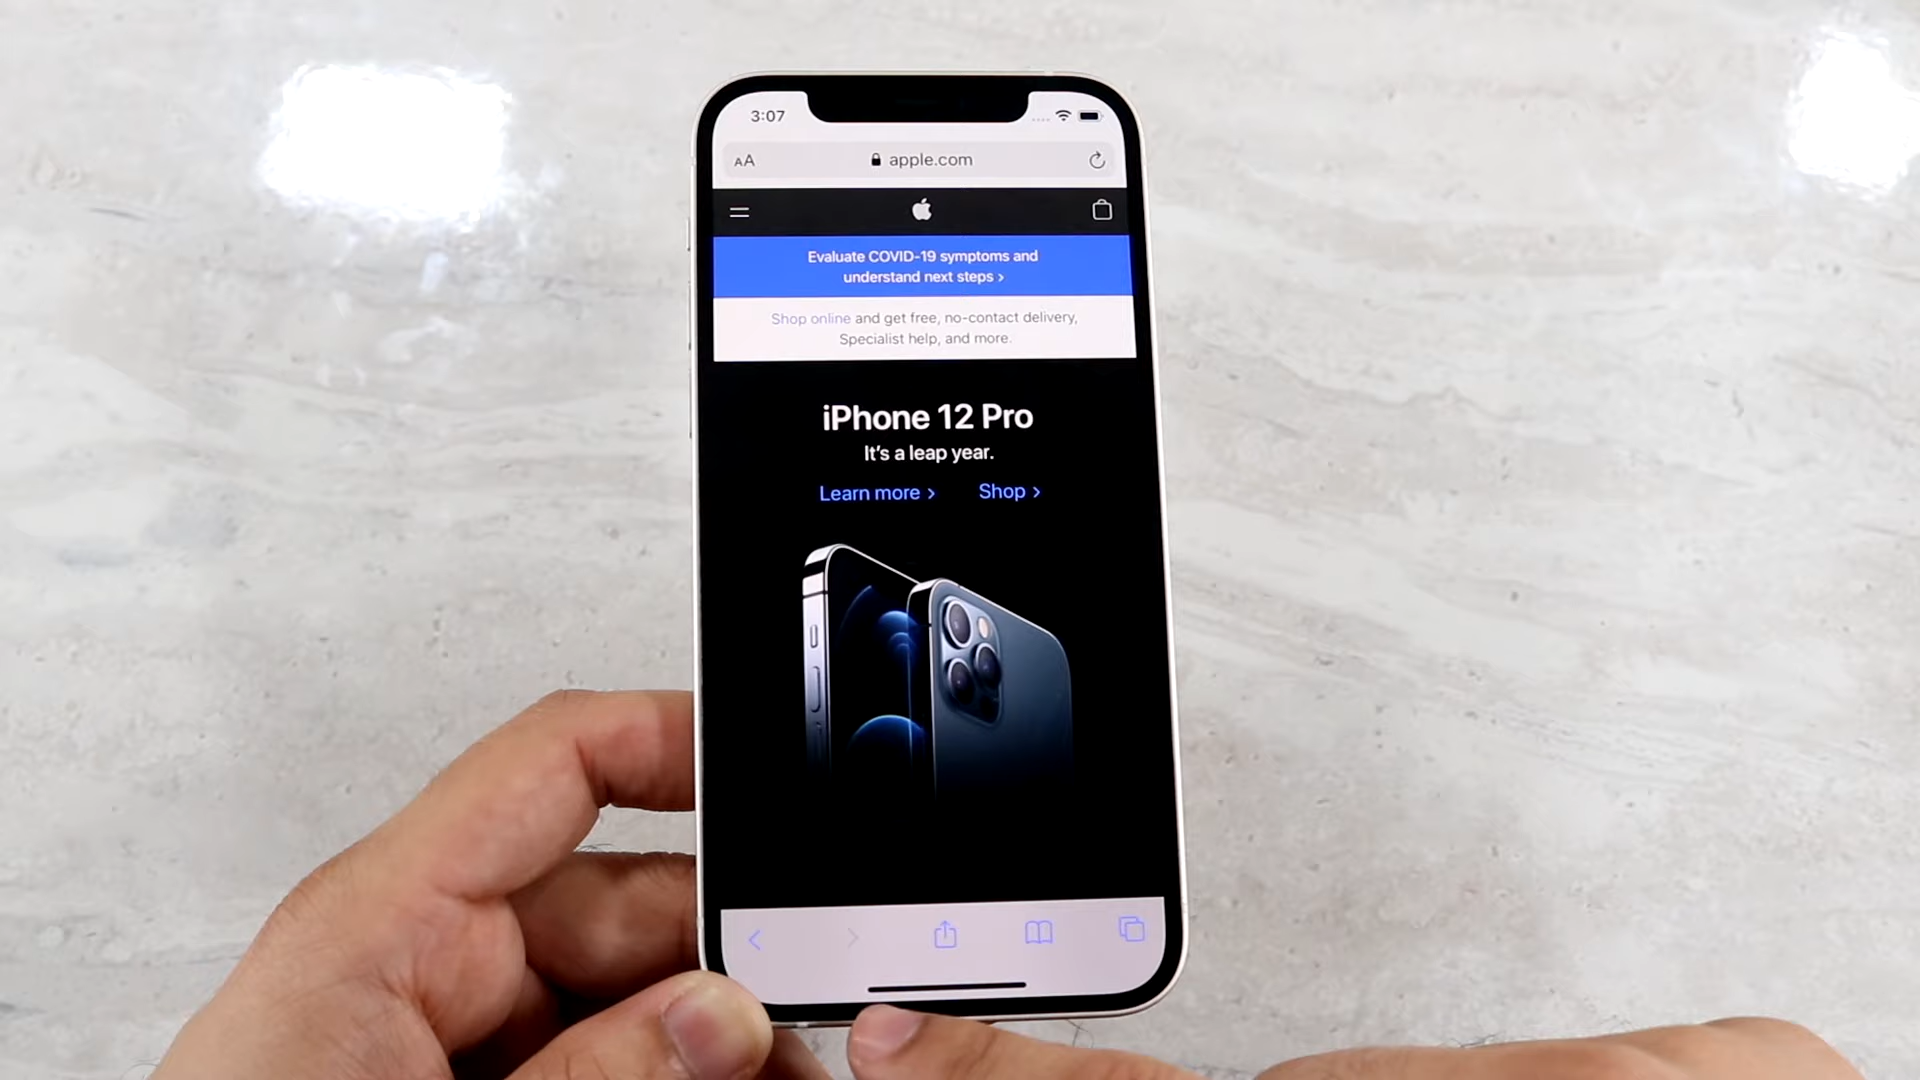 3:07
AA apple.com
Evaluate COVID-19 symptoms and
understand next steps >
Shop online and get free, no-contact delivery,
Specialist help, and more.
iPhone 12 Pro
It's a leap year.
Learn more > Shop >